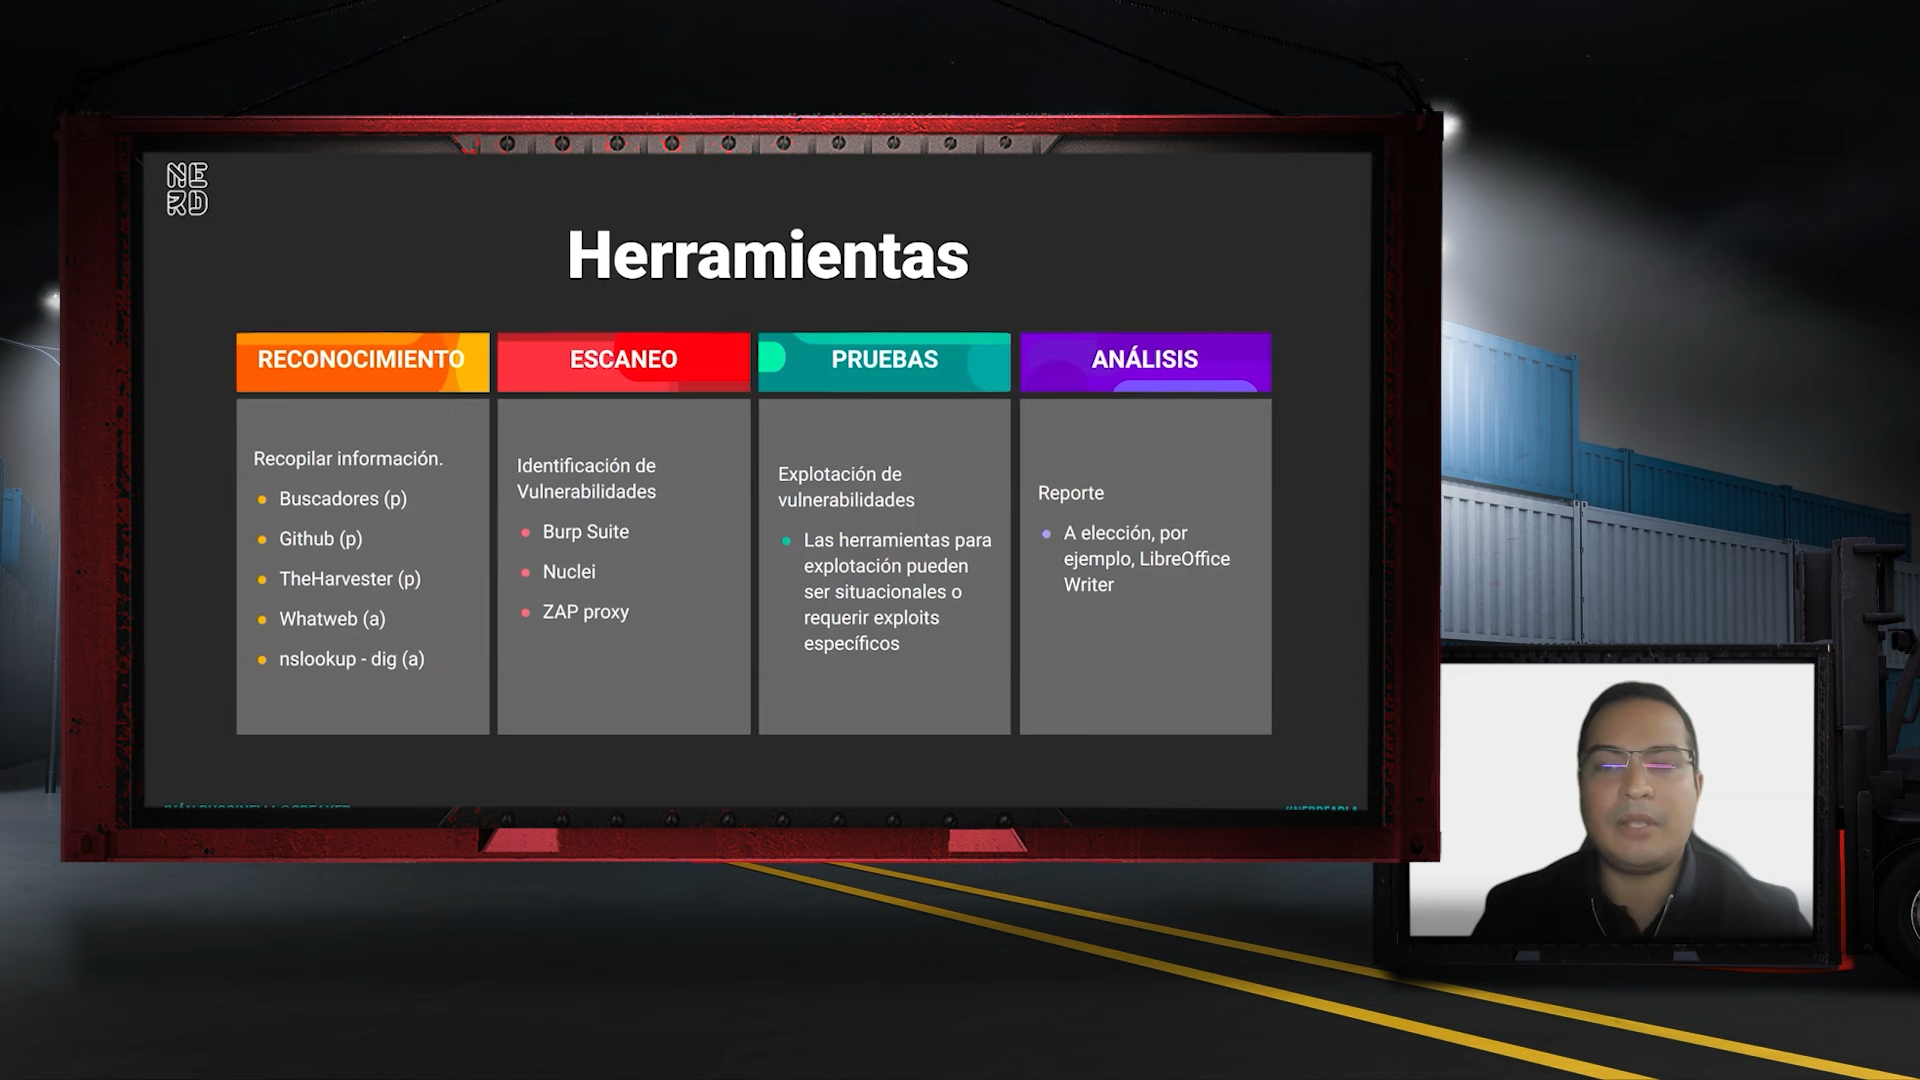 NE
RD
Herramientas
RECONOCIMIENTO
Recopilar información.
Buscadores (p)
Github (p)
TheHarvester (p)
Whatweb (a)
nslookup - dig (a)
ESCANEO
Identificación de
Vulnerabilidades
Burp Suite
Nuclei
ZAP proxy
PRUEBAS
Explotación de
vulnerabilidades
Las herramientas para
explotación pueden
ser situacionales o
requerir exploits
específicos
ANÁLISIS
Reporte
A elección, por
ejemplo, LibreOffice
Writer